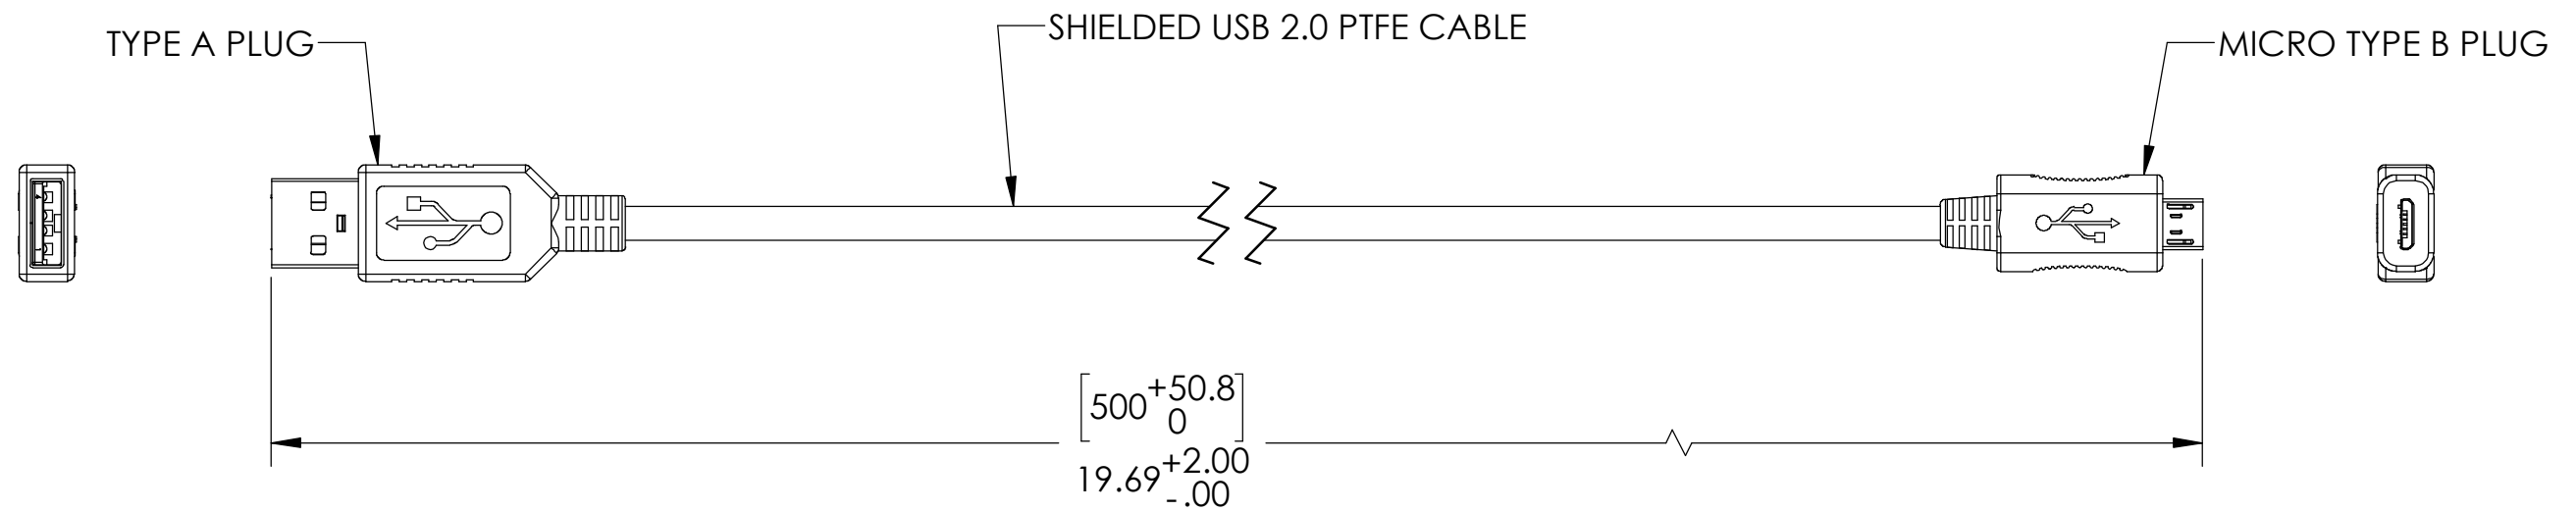 SHIELDED USB 2.0 PTFE CABLE
TYPE A PLUG
MICRO TYPE B PLUG
[500 +50.8
0]
19.69 +2.00
-.00